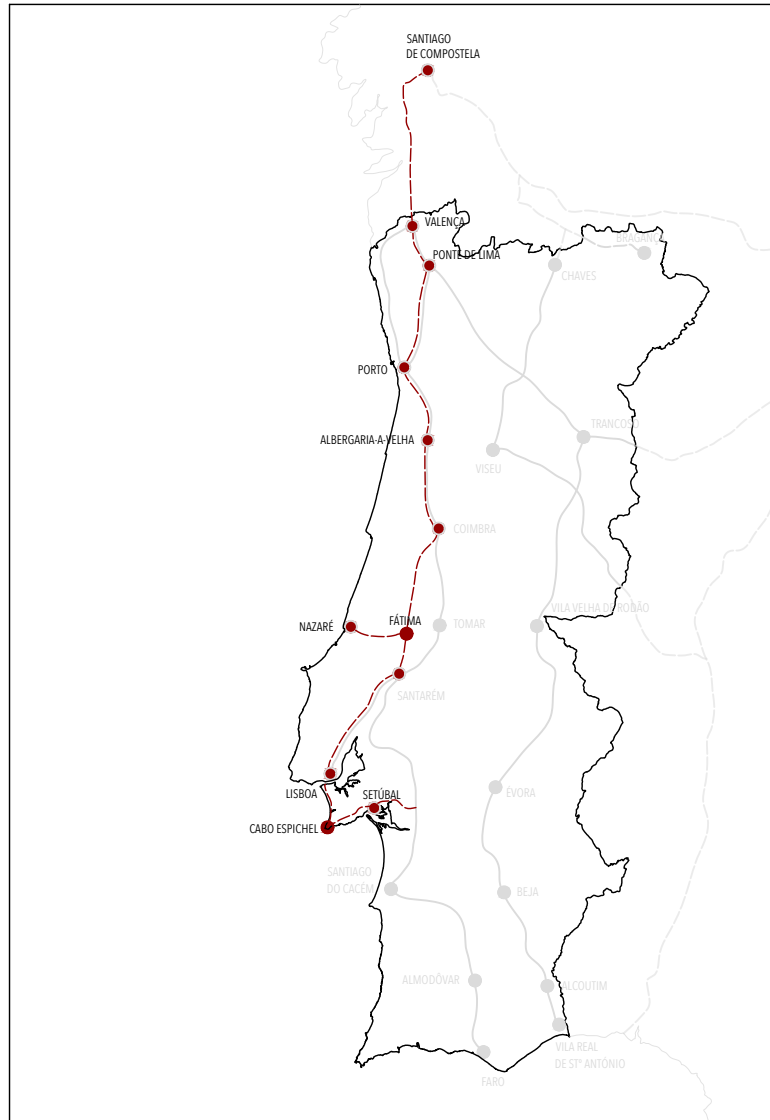 SANTIAGO
DE COMPOSTELA
VALENÇA
BRAGANÇ
PONTE DE LIMA
CHAVES
PORTO
TRANCOSO
ALBERGARIA-A-VELHA
VISEU
COIMBRA
VILA VELHA DE RODÃO
FÁTIMA
NAZARÉ
TOMAR
SANTARÉM
LISBOA
SETÚBAL
ÉVORA
CABO ESPICHEL
SANTIAGO
DO CACÉM
BEJA
ALMODÔVAR
ALCOUTIM
VILA REAL
DE STº ANTÓNIO
FARO